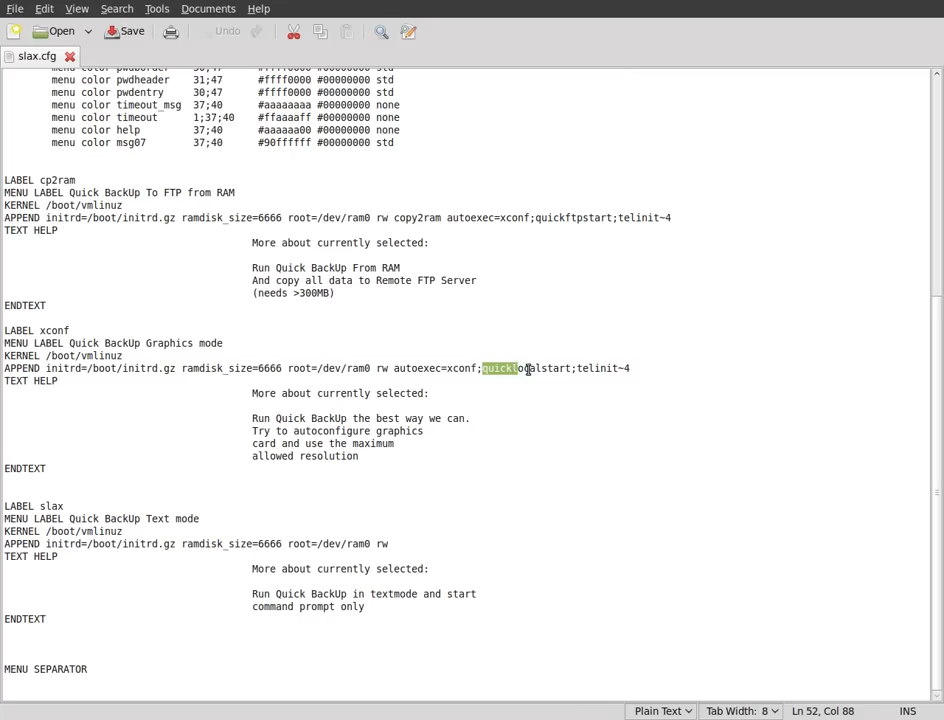 File Edit View Search Tools Documents Help
Open Save Undo
slax.cfg
menu color pwdborder 30;47 #ffff0000 #00000000 std
menu color pwdheader 31;47 #ffff0000 #00000000 std
menu color pwdentry 30;47 #ffff0000 #00000000 std
menu color timeout_msg 37;40 #aaaaaaaa #00000000 none
menu color timeout 1;37;40 #ffaaaaff #00000000 none
menu color help 37;40 #aaaaaa00 #00000000 none
menu color msg07 37;40 #90ffffff #00000000 std
LABEL cp2ram
MENU LABEL Quick BackUp To FTP from RAM
KERNEL /boot/vmlinuz
APPEND initrd=/boot/initrd.gz ramdisk_size=6666 root=/dev/ram0 rw copy2ram autoexec=xconf;quickftpstart;telinit~4
TEXT HELP
More about currently selected:
Run Quick BackUp From RAM
And copy all data to Remote FTP Server
(needs >300MB)
ENDTEXT
LABEL xconf
MENU LABEL Quick BackUp Graphics mode
KERNEL /boot/vmlinuz
APPEND initrd=/boot/initrd.gz ramdisk_size=6666 root=/dev/ram0 rw autoexec=xconf;quicklocalstart;telinit~4
TEXT HELP
More about currently selected:
Run Quick BackUp the best way we can.
Try to autoconfigure graphics
card and use the maximum
allowed resolution
ENDTEXT
LABEL slax
MENU LABEL Quick BackUp Text mode
KERNEL /boot/vmlinuz
APPEND initrd=/boot/initrd.gz ramdisk_size=6666 root=/dev/ram0 rw
TEXT HELP
More about currently selected:
Run Quick BackUp in textmode and start
command prompt only
ENDTEXT
MENU SEPARATOR
Plain Text Tab Width: 8 Ln 52, Col 88 INS